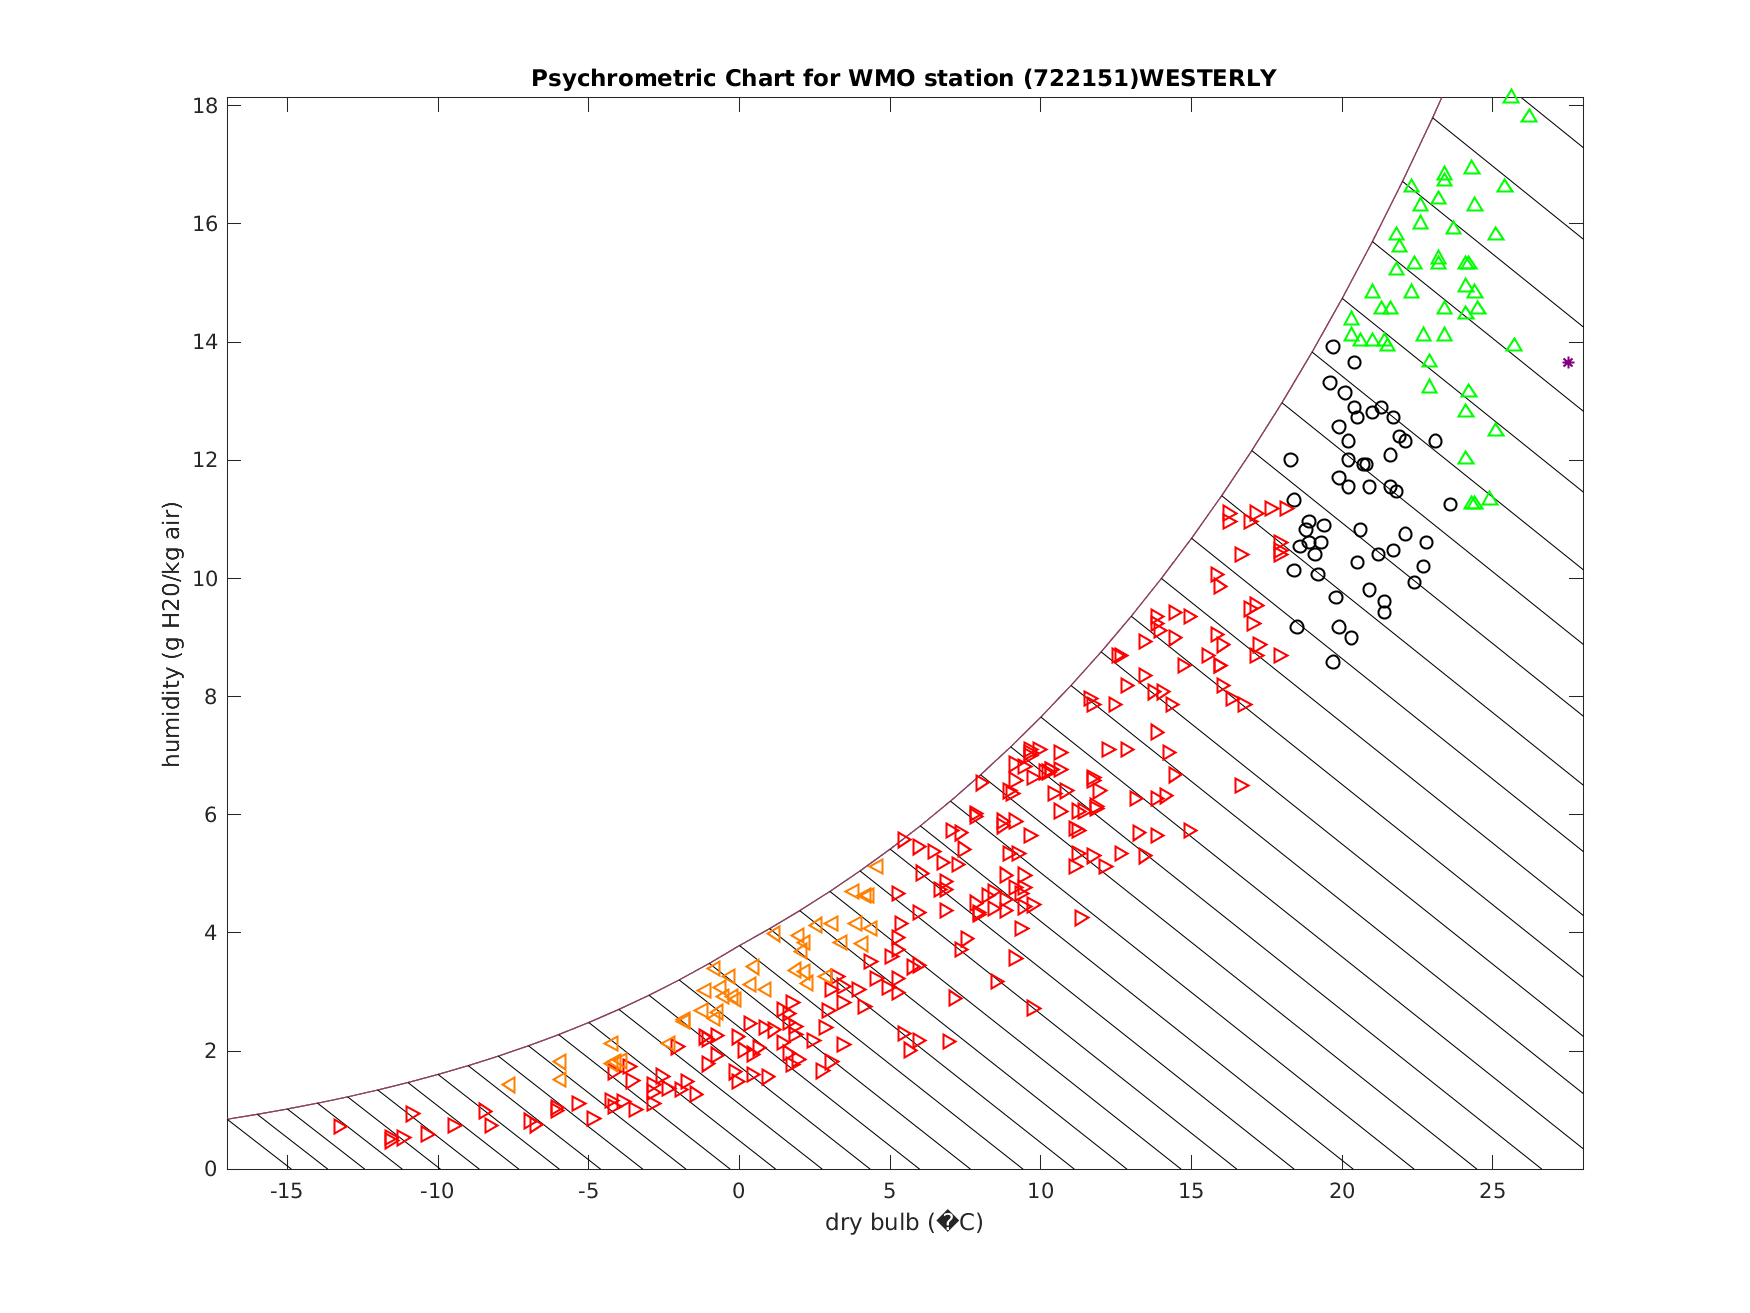 Psychrometric Chart for WMO station (722151)WESTERLY
18
16
14
12
10
8
6
4
2
0
humidity (g H20/kg air)
-15 -10 -5 0 5 10 15 20 25
dry bulb (�C)